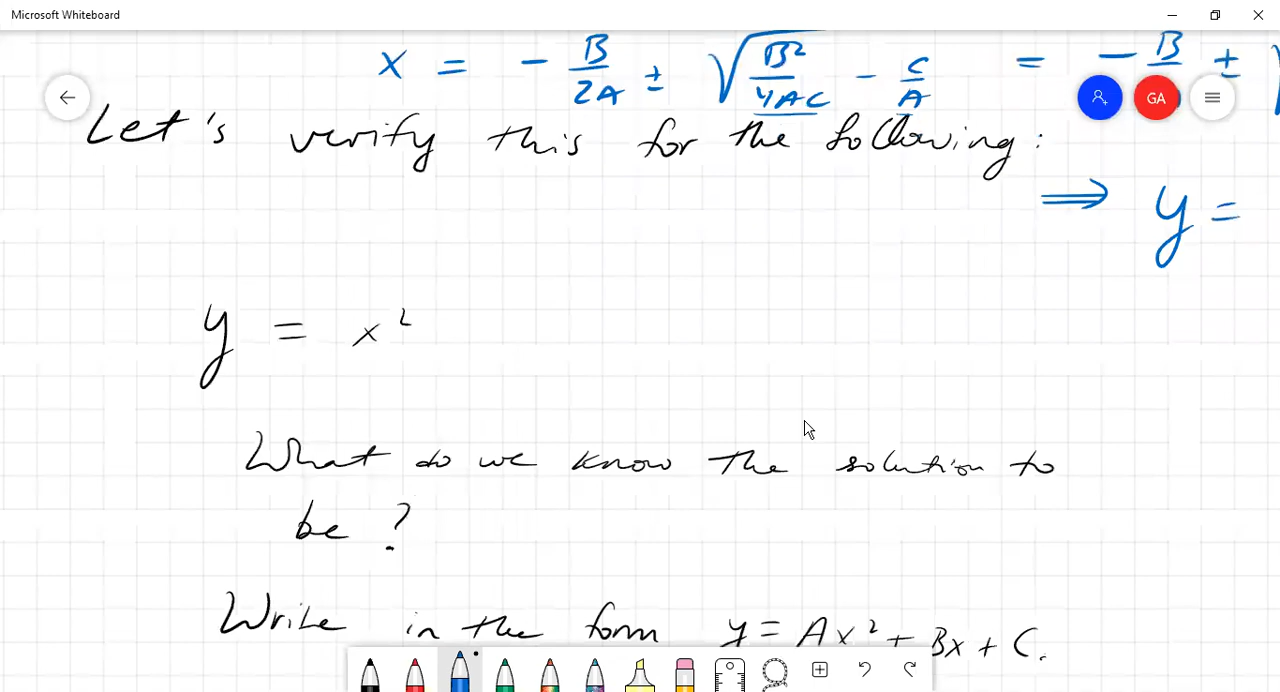 Microsoft Whiteboard
x = - B/2A ± √(B²/4AC - C/A) = - B ±
GA
Let's verify this for the following:
⟹ y =
y = x²
What do we know the solution to
be ?
Write in the form y = Ax² + Bx + C.